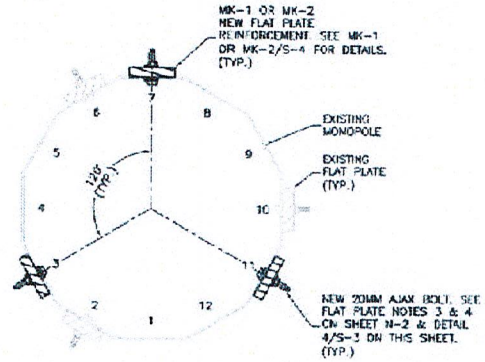 MK-1 OR MK-2
NEW FLAT PLATE
REINFORCEMENT. SEE MK-1
OR MK-2/S-4 FOR DETAILS.
(TYP.)
7
6
8
5
9
EXISTING
MONOPOLE
120°
(TYP.)
EXISTING
FLAT PLATE
(TYP.)
4
10
3
11
2
12
1
NEW 20MM AJAX BOLT. SEE
FLAT PLATE NOTES 3 & 4
ON SHEET N-2 & DETAIL
4/S-3 ON THIS SHEET.
(TYP.)